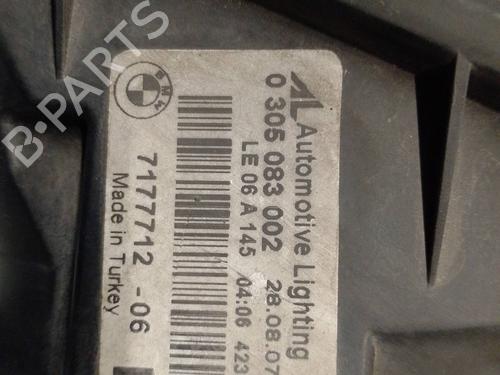 B-PARTS
AL Automotive Lighting
0 305 083 002 28.08.07
LE 06 A 145 04:06 423
BMW
7177712 -06
Made in Turkey